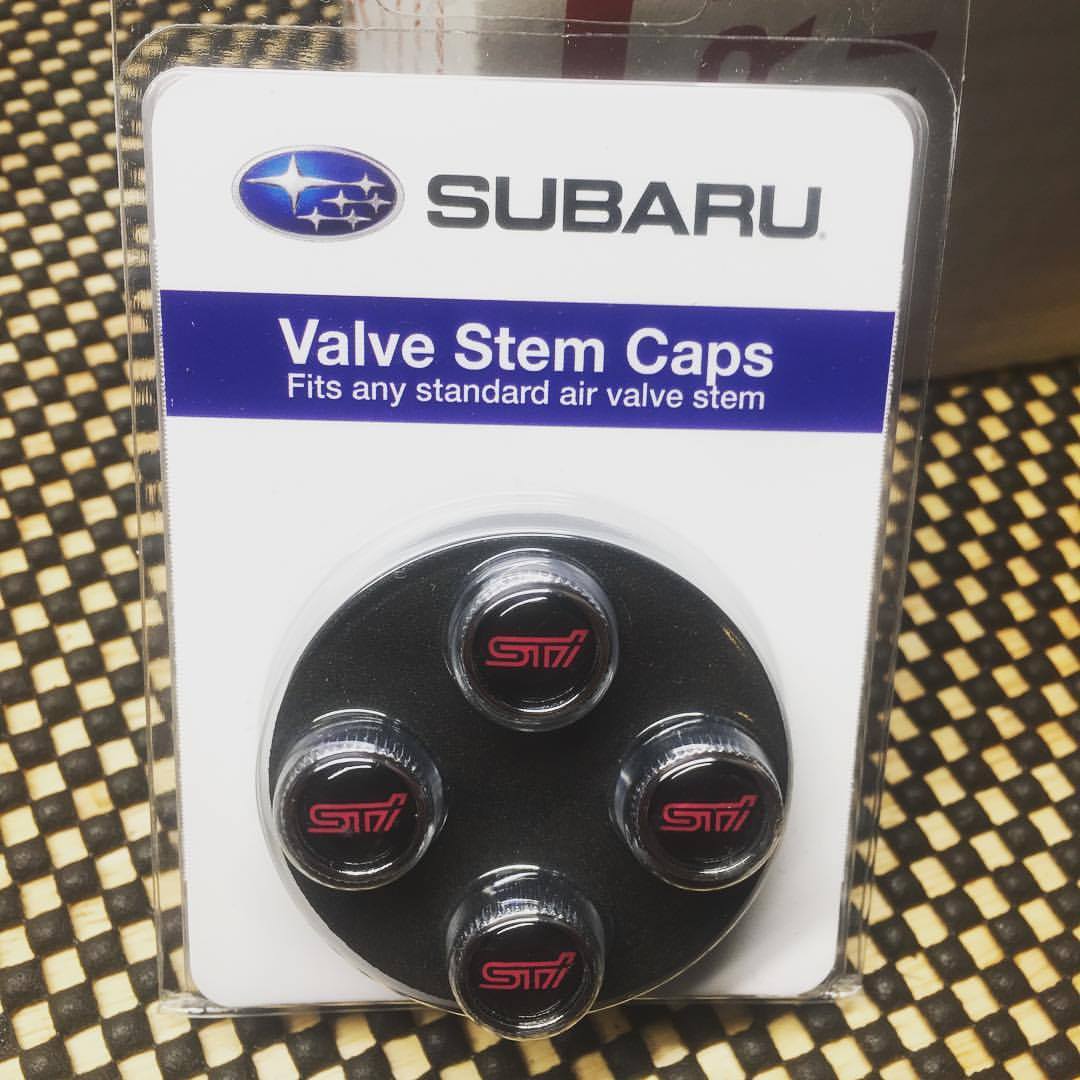 SUBARU
Valve Stem Caps
Fits any standard air valve stem
STi
STi
STi
STi